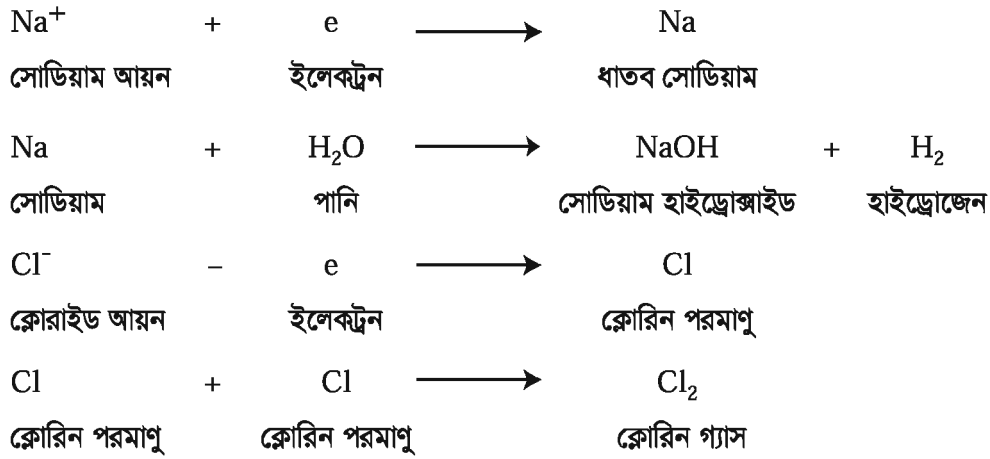 Na⁺ + e ⟶ Na
সোডিয়াম আয়ন ইলেকট্রন ধাতব সোডিয়াম
Na + H₂O ⟶ NaOH + H₂
সোডিয়াম পানি সোডিয়াম হাইড্রোক্সাইড হাইড্রোজেন
Cl⁻ – e ⟶ Cl
ক্লোরাইড আয়ন ইলেকট্রন ক্লোরিন পরমাণু
Cl + Cl ⟶ Cl₂
ক্লোরিন পরমাণু ক্লোরিন পরমাণু ক্লোরিন গ্যাস